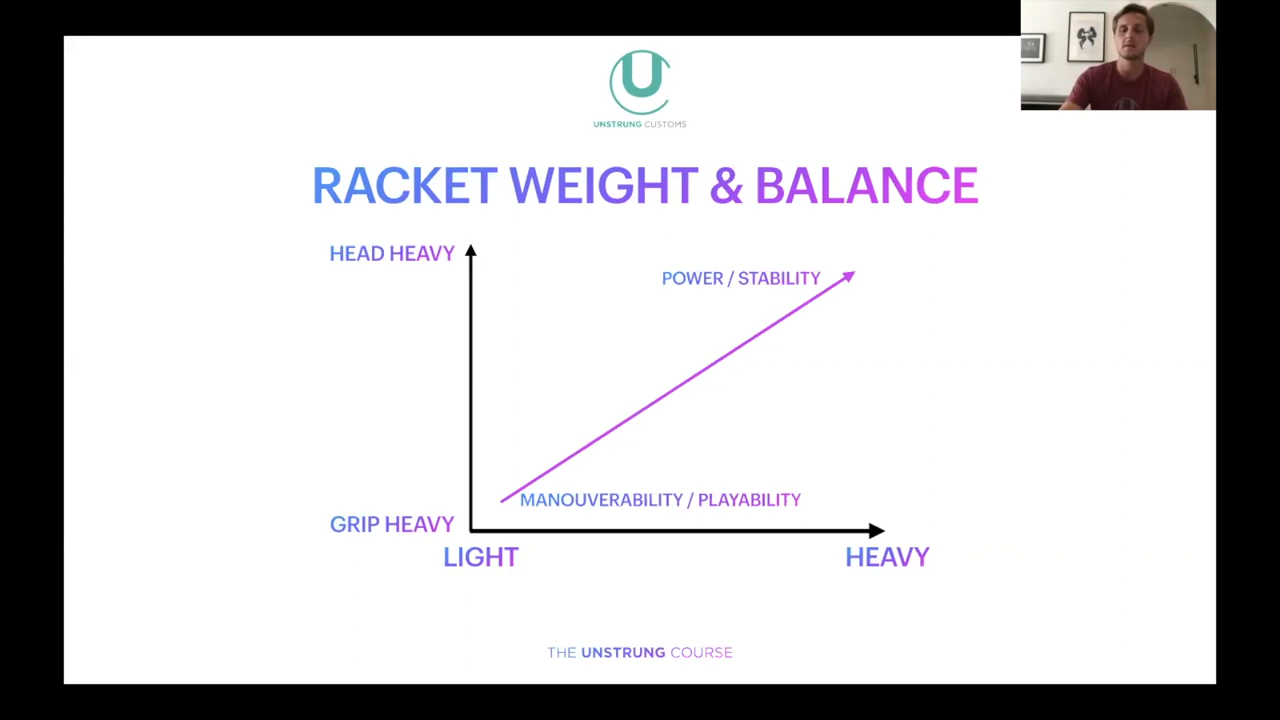 U
UNSTRUNG CUSTOMS
RACKET WEIGHT & BALANCE
HEAD HEAVY
POWER / STABILITY
MANOUVERABILITY / PLAYABILITY
GRIP HEAVY
LIGHT
HEAVY
THE UNSTRUNG COURSE